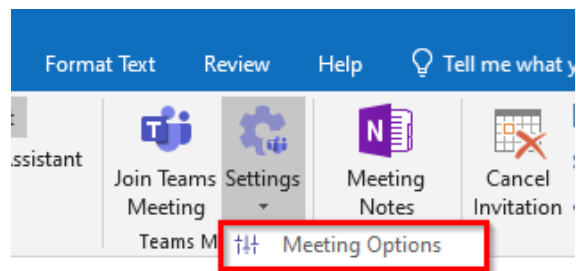 Format Text Review Help Tell me what y
ssistant
Join Teams Meeting
Settings
Meeting Notes
Cancel Invitation
Teams M
Meeting Options